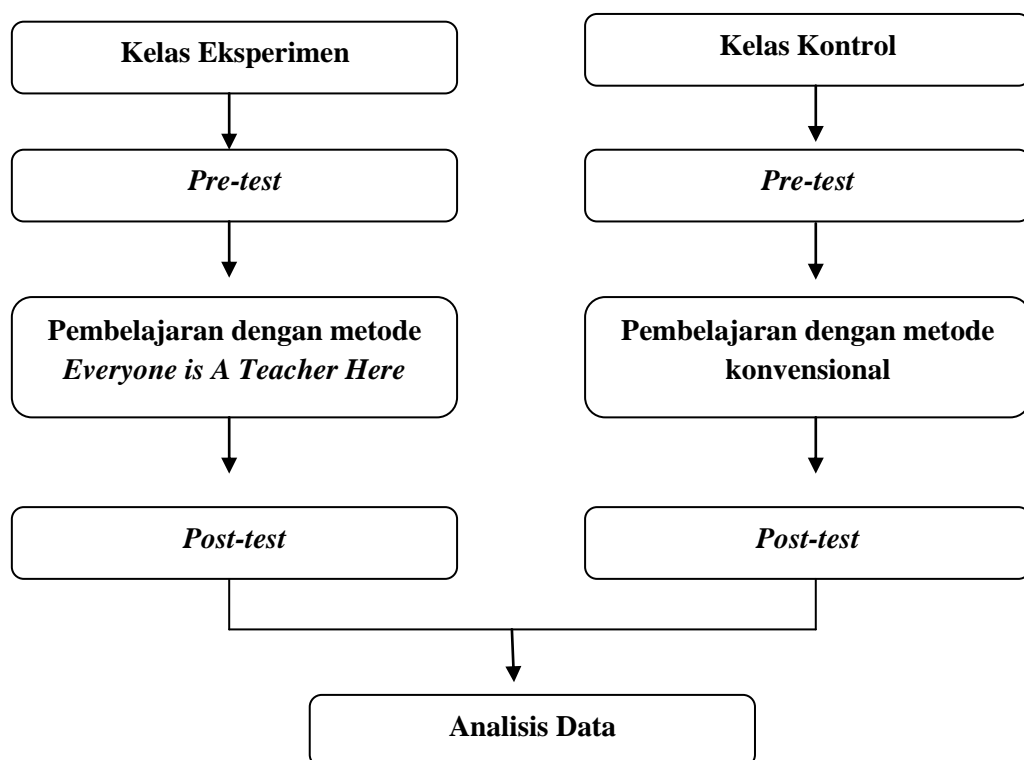 Kelas Eksperimen
Kelas Kontrol
Pre-test
Pre-test
Pembelajaran dengan metode
Everyone is A Teacher Here
Pembelajaran dengan metode
konvensional
Post-test
Post-test
Analisis Data